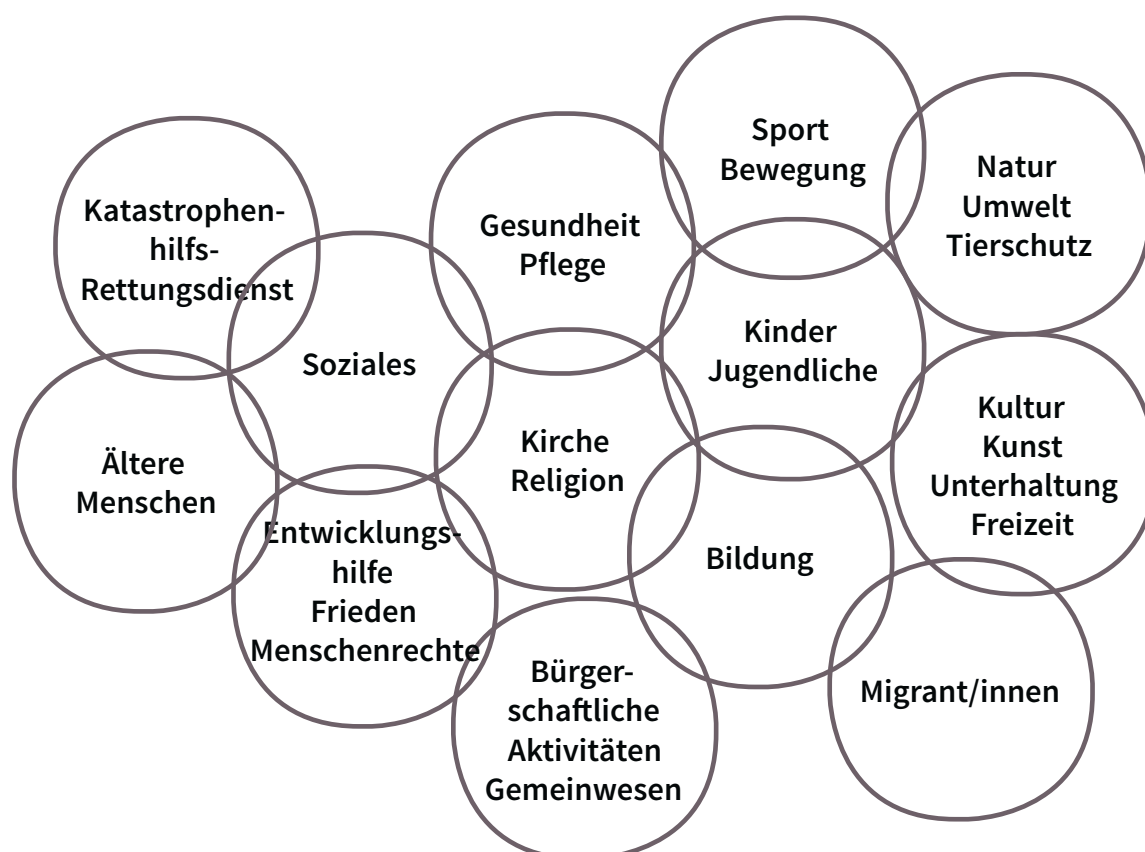 Sport
Bewegung
Natur
Umwelt
Tierschutz
Katastrophen-
hilfs-
Rettungsdienst
Gesundheit
Pflege
Soziales
Kinder
Jugendliche
Kirche
Religion
Kultur
Kunst
Unterhaltung
Freizeit
Ältere
Menschen
Entwicklungs-
hilfe
Frieden
Menschenrechte
Bildung
Bürger-
schaftliche
Aktivitäten
Gemeinwesen
Migrant/innen